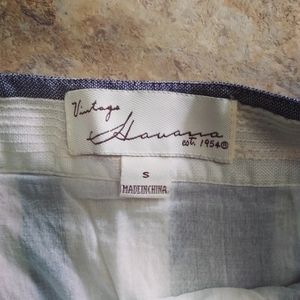 Vintage
Havana
est. 1954®
S
MADE IN CHINA